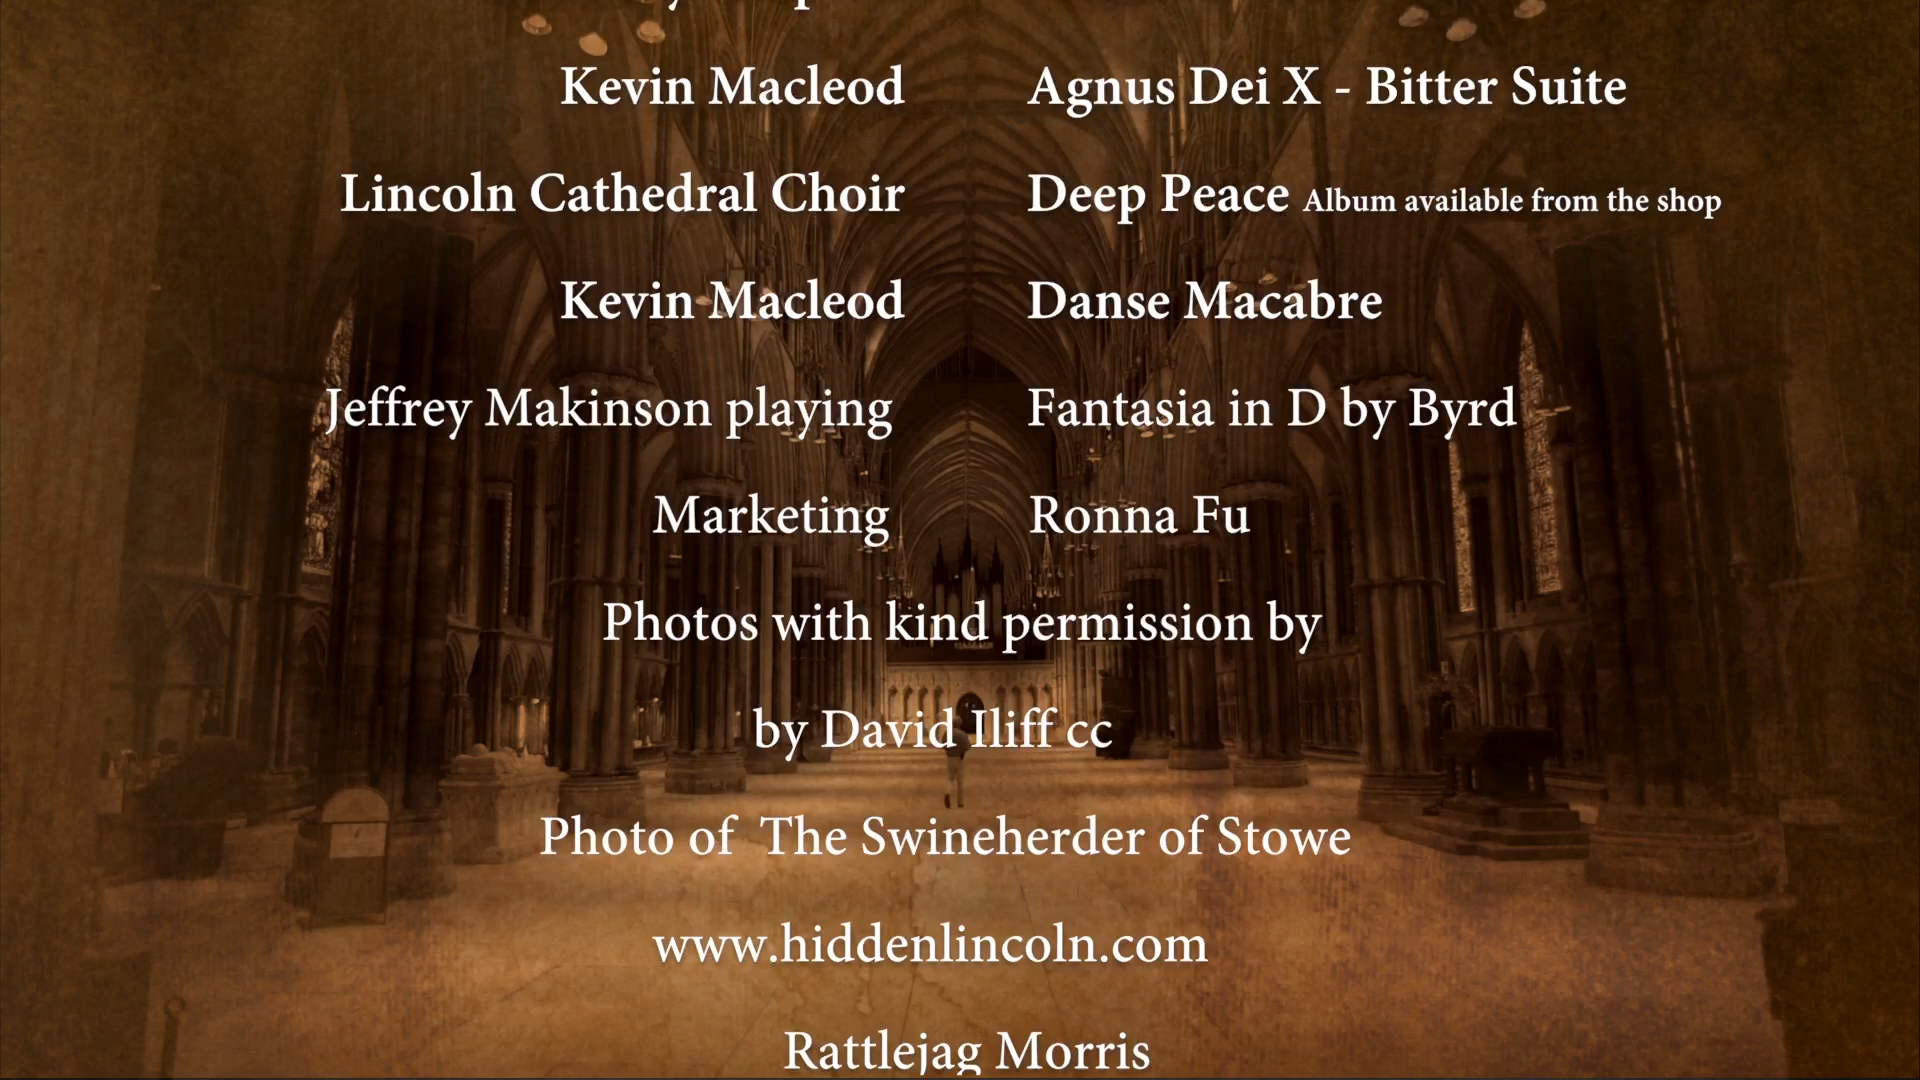 Kevin Macleod Agnus Dei X - Bitter Suite
Lincoln Cathedral Choir Deep Peace Album available from the shop
Kevin Macleod Danse Macabre
Jeffrey Makinson playing Fantasia in D by Byrd
Marketing Ronna Fu
Photos with kind permission by
by David Iliff cc
Photo of The Swineherder of Stowe
www.hiddenlincoln.com
Rattlejag Morris